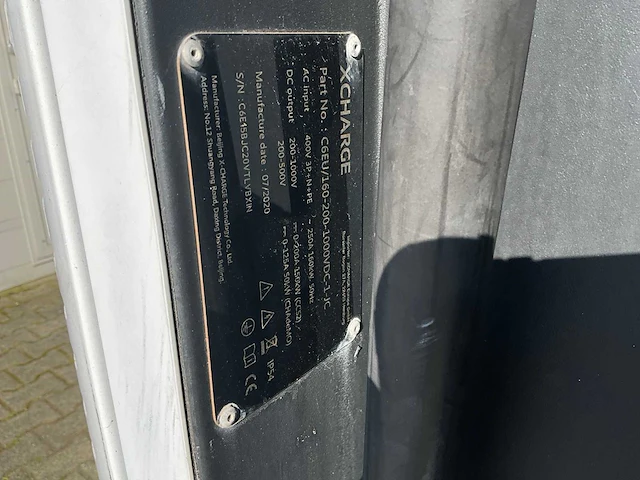 XCHARGE
Part No. : C6EU/160-200-1000VDC-1-JC
AC input : 400V 3P+N+PE ~ 250A 160kW, 50Hz
DC output : 200-1000V ⎓ 0-200A 150kW (CCS2) /
200-500V ⎓ 0-125A 50kW (CHAdeMO)
Manufacture date : 07/2020
S/N : C6E15BJC20VTLVBXIN
IP54
CE
Manufacturer: Beijing X-CHARGE Technology Co., Ltd.
Address: No.12 Shuangyang Road, Daxing District, Beijing.